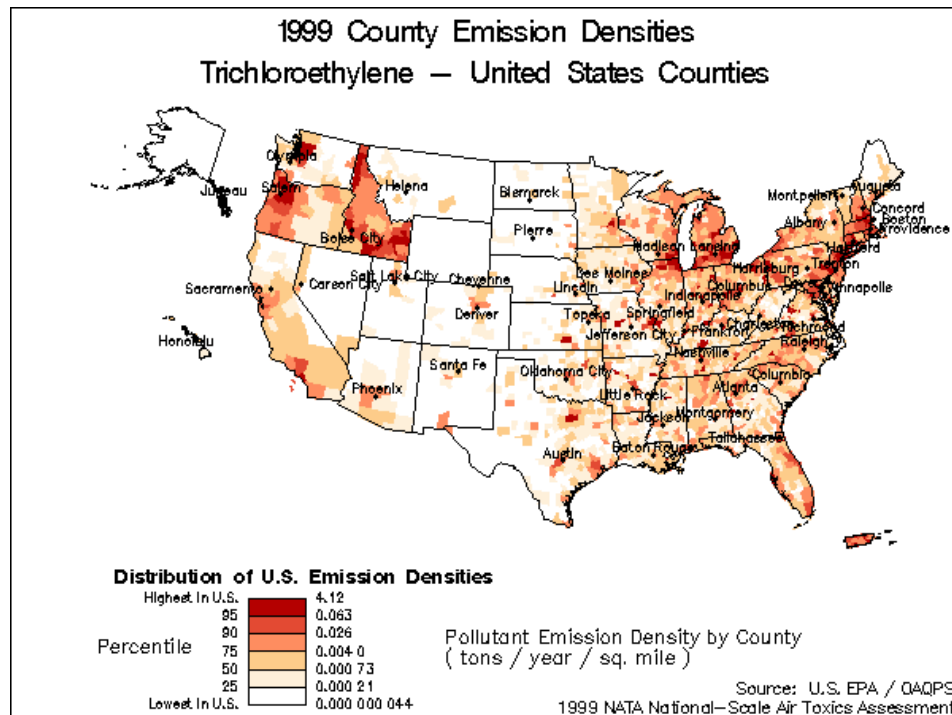 1999 County Emission Densities
Trichloroethylene – United States Counties
Olympia
Salem
Juneau
Helena
Bismarck
Boise City
Pierre
Montpelier
Augusta
Concord
Boston
Providence
Albany
Hartford
Madison Lansing
Salt Lake City
Cheyenne
Des Moines
Lincoln
Harrisburg
Trenton
Columbus
Annapolis
Sacramento
Carson City
Denver
Topeka
Springfield
Indianapolis
Jefferson City
Frankfort
Charleston
Richmond
Honolulu
Santa Fe
Oklahoma City
Nashville
Raleigh
Phoenix
Little Rock
Atlanta
Columbia
Jackson
Montgomery
Austin
Baton Rouge
Tallahassee
Distribution of U.S. Emission Densities
Highest In U.S. 4.12
95 0.063
90 0.026
75 0.004 0
50 0.000 73
25 0.000 21
Lowest In U.S. 0.000 000 044
Percentile
Pollutant Emission Density by County
( tons / year / sq. mile )
Source: U.S. EPA / OAQPS
1999 NATA National–Scale Air Toxics Assessment